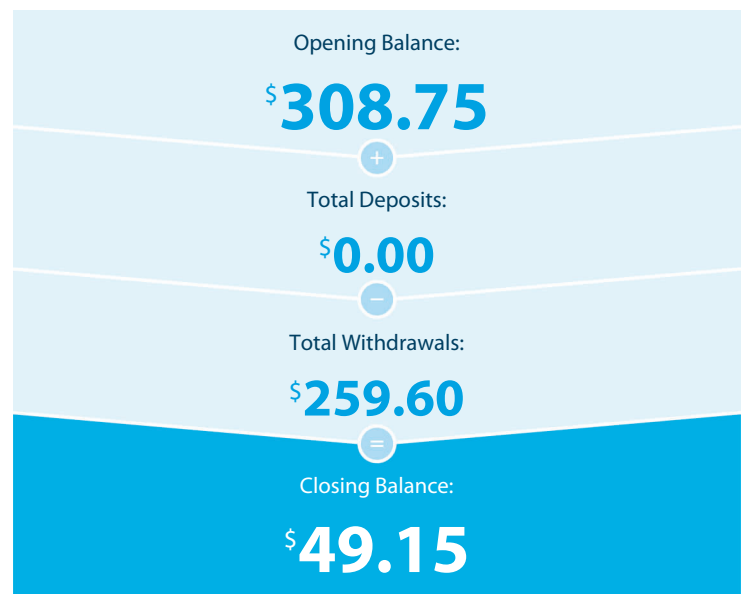 Opening Balance:
$308.75
+
Total Deposits:
$0.00
−
Total Withdrawals:
$259.60
=
Closing Balance:
$49.15